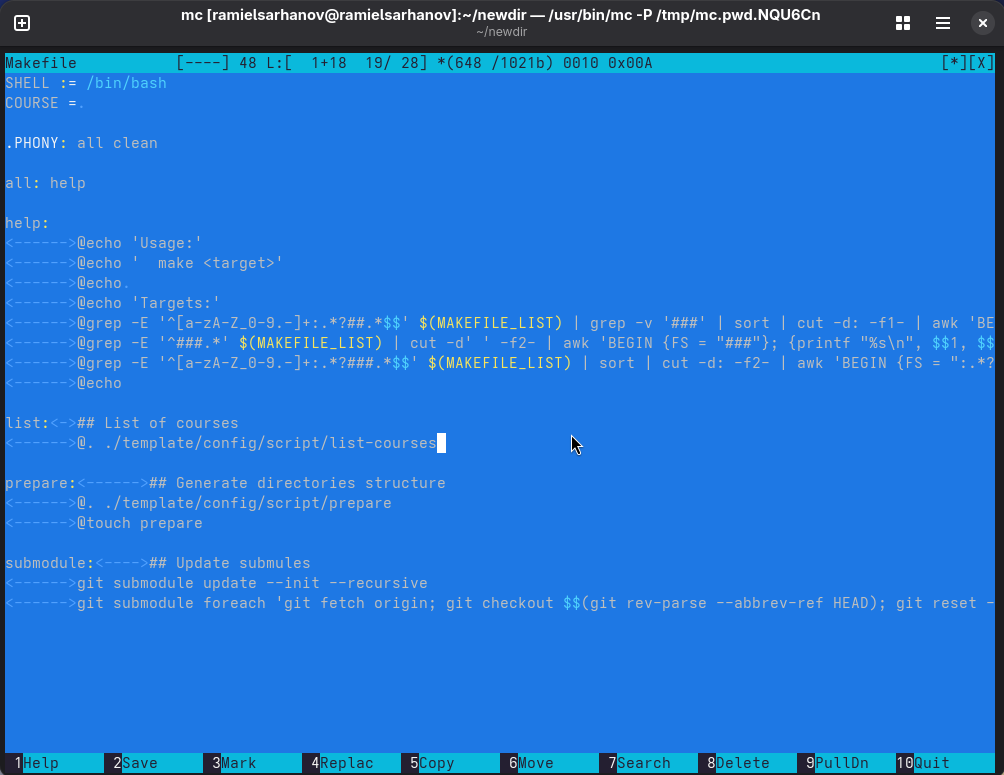 mc [ramielsarhanov@ramielsarhanov]:~/newdir — /usr/bin/mc -P /tmp/mc.pwd.NQU6Cn
~/newdir
Makefile [----] 48 L:[ 1+18 19/ 28] *(648 /1021b) 0010 0x00A [*][X]
SHELL := /bin/bash
COURSE =.
.PHONY: all clean
all: help
help:
<------>@echo 'Usage:'
<------>@echo '  make <target>'
<------>@echo.
<------>@echo 'Targets:'
<------>@grep -E '^[a-zA-Z_0-9.-]+:.*?##.*$$' $(MAKEFILE_LIST) | grep -v '###' | sort | cut -d: -f1- | awk 'BE
<------>@grep -E '^###.*' $(MAKEFILE_LIST) | cut -d' ' -f2- | awk 'BEGIN {FS = "###"}; {printf "%s\n", $$1, $$
<------>@grep -E '^[a-zA-Z_0-9.-]+:.*?###.*$$' $(MAKEFILE_LIST) | sort | cut -d: -f2- | awk 'BEGIN {FS = ":.*?
<------>@echo
list:<->## List of courses
<------>@. ./template/config/script/list-courses
prepare:<------>## Generate directories structure
<------>@. ./template/config/script/prepare
<------>@touch prepare
submodule:<---->## Update submules
<------>git submodule update --init --recursive
<------>git submodule foreach 'git fetch origin; git checkout $$(git rev-parse --abbrev-ref HEAD); git reset -
1Help 2Save 3Mark 4Replac 5Copy 6Move 7Search 8Delete 9PullDn 10Quit